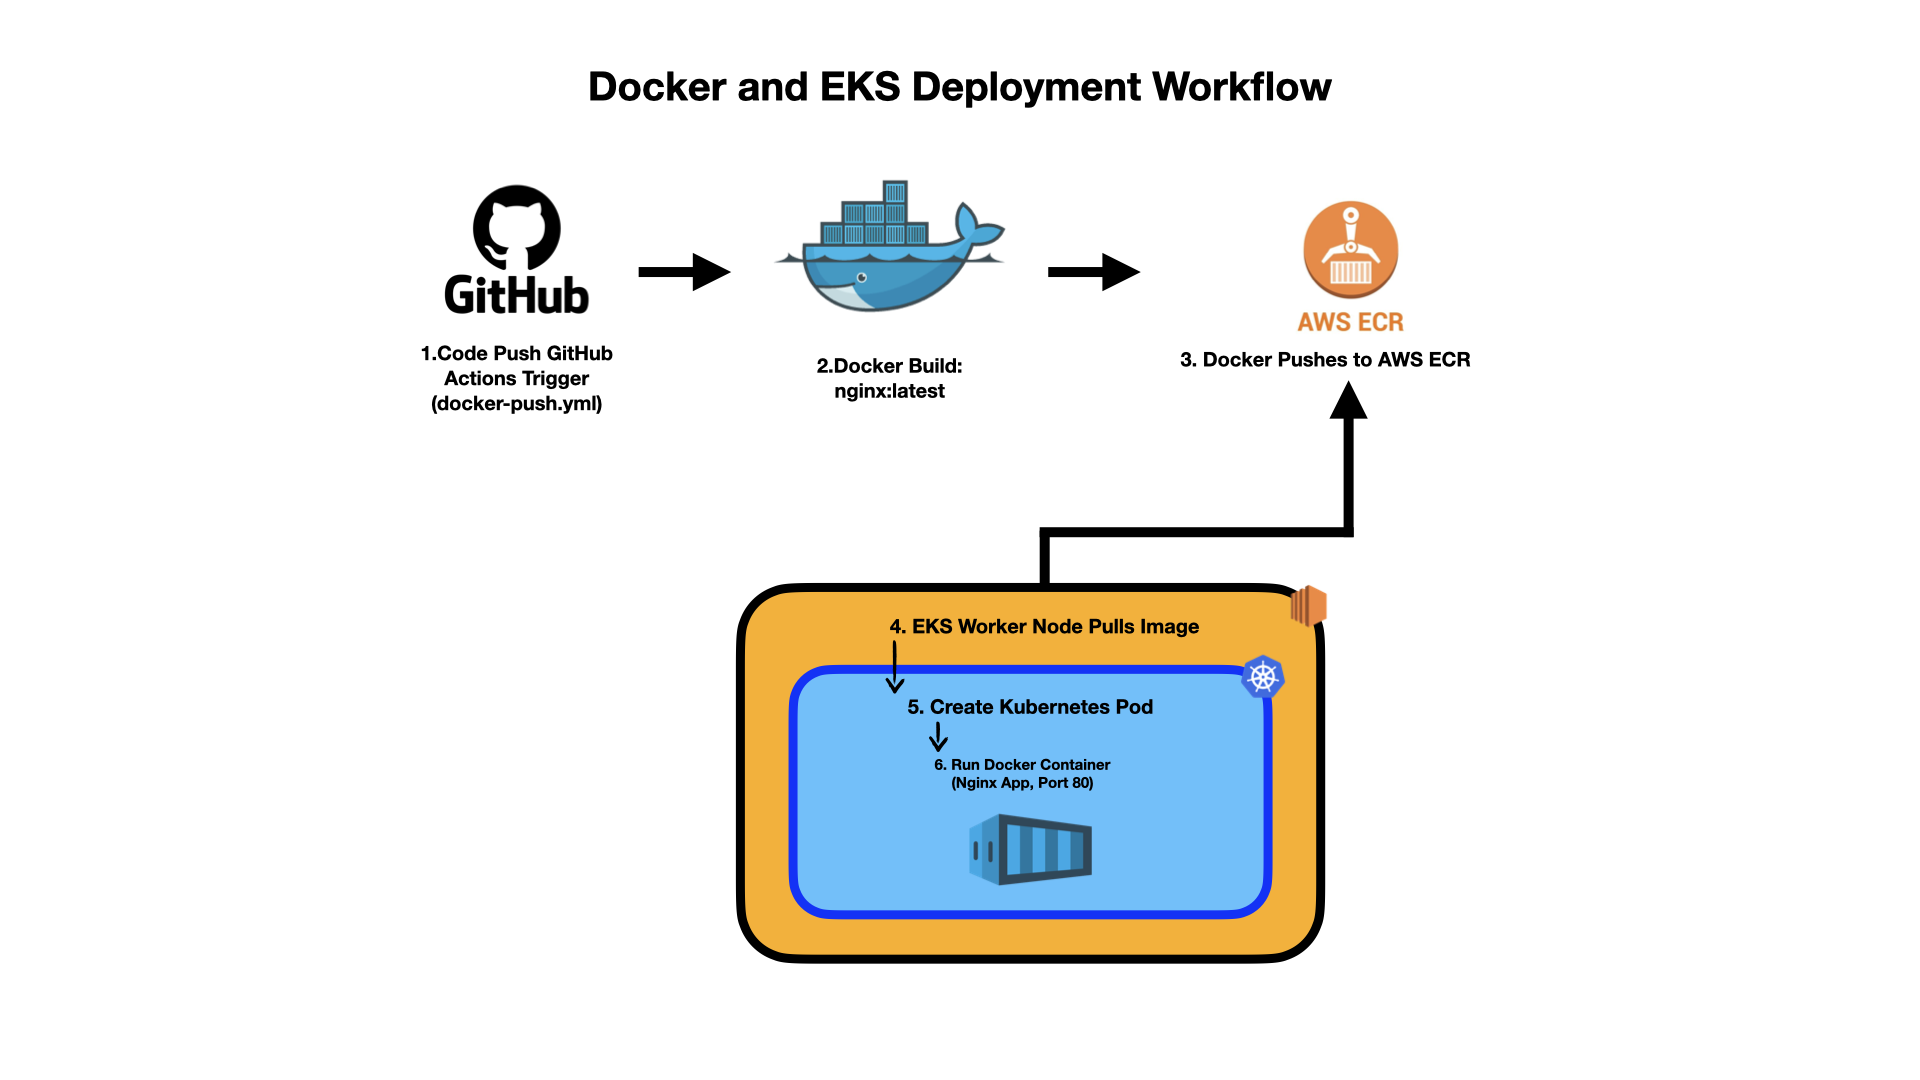 Docker and EKS Deployment Workflow
GitHub
1.Code Push GitHub
Actions Trigger
(docker-push.yml)
2.Docker Build:
nginx:latest
AWS ECR
3. Docker Pushes to AWS ECR
4. EKS Worker Node Pulls Image
5. Create Kubernetes Pod
6. Run Docker Container
(Nginx App, Port 80)